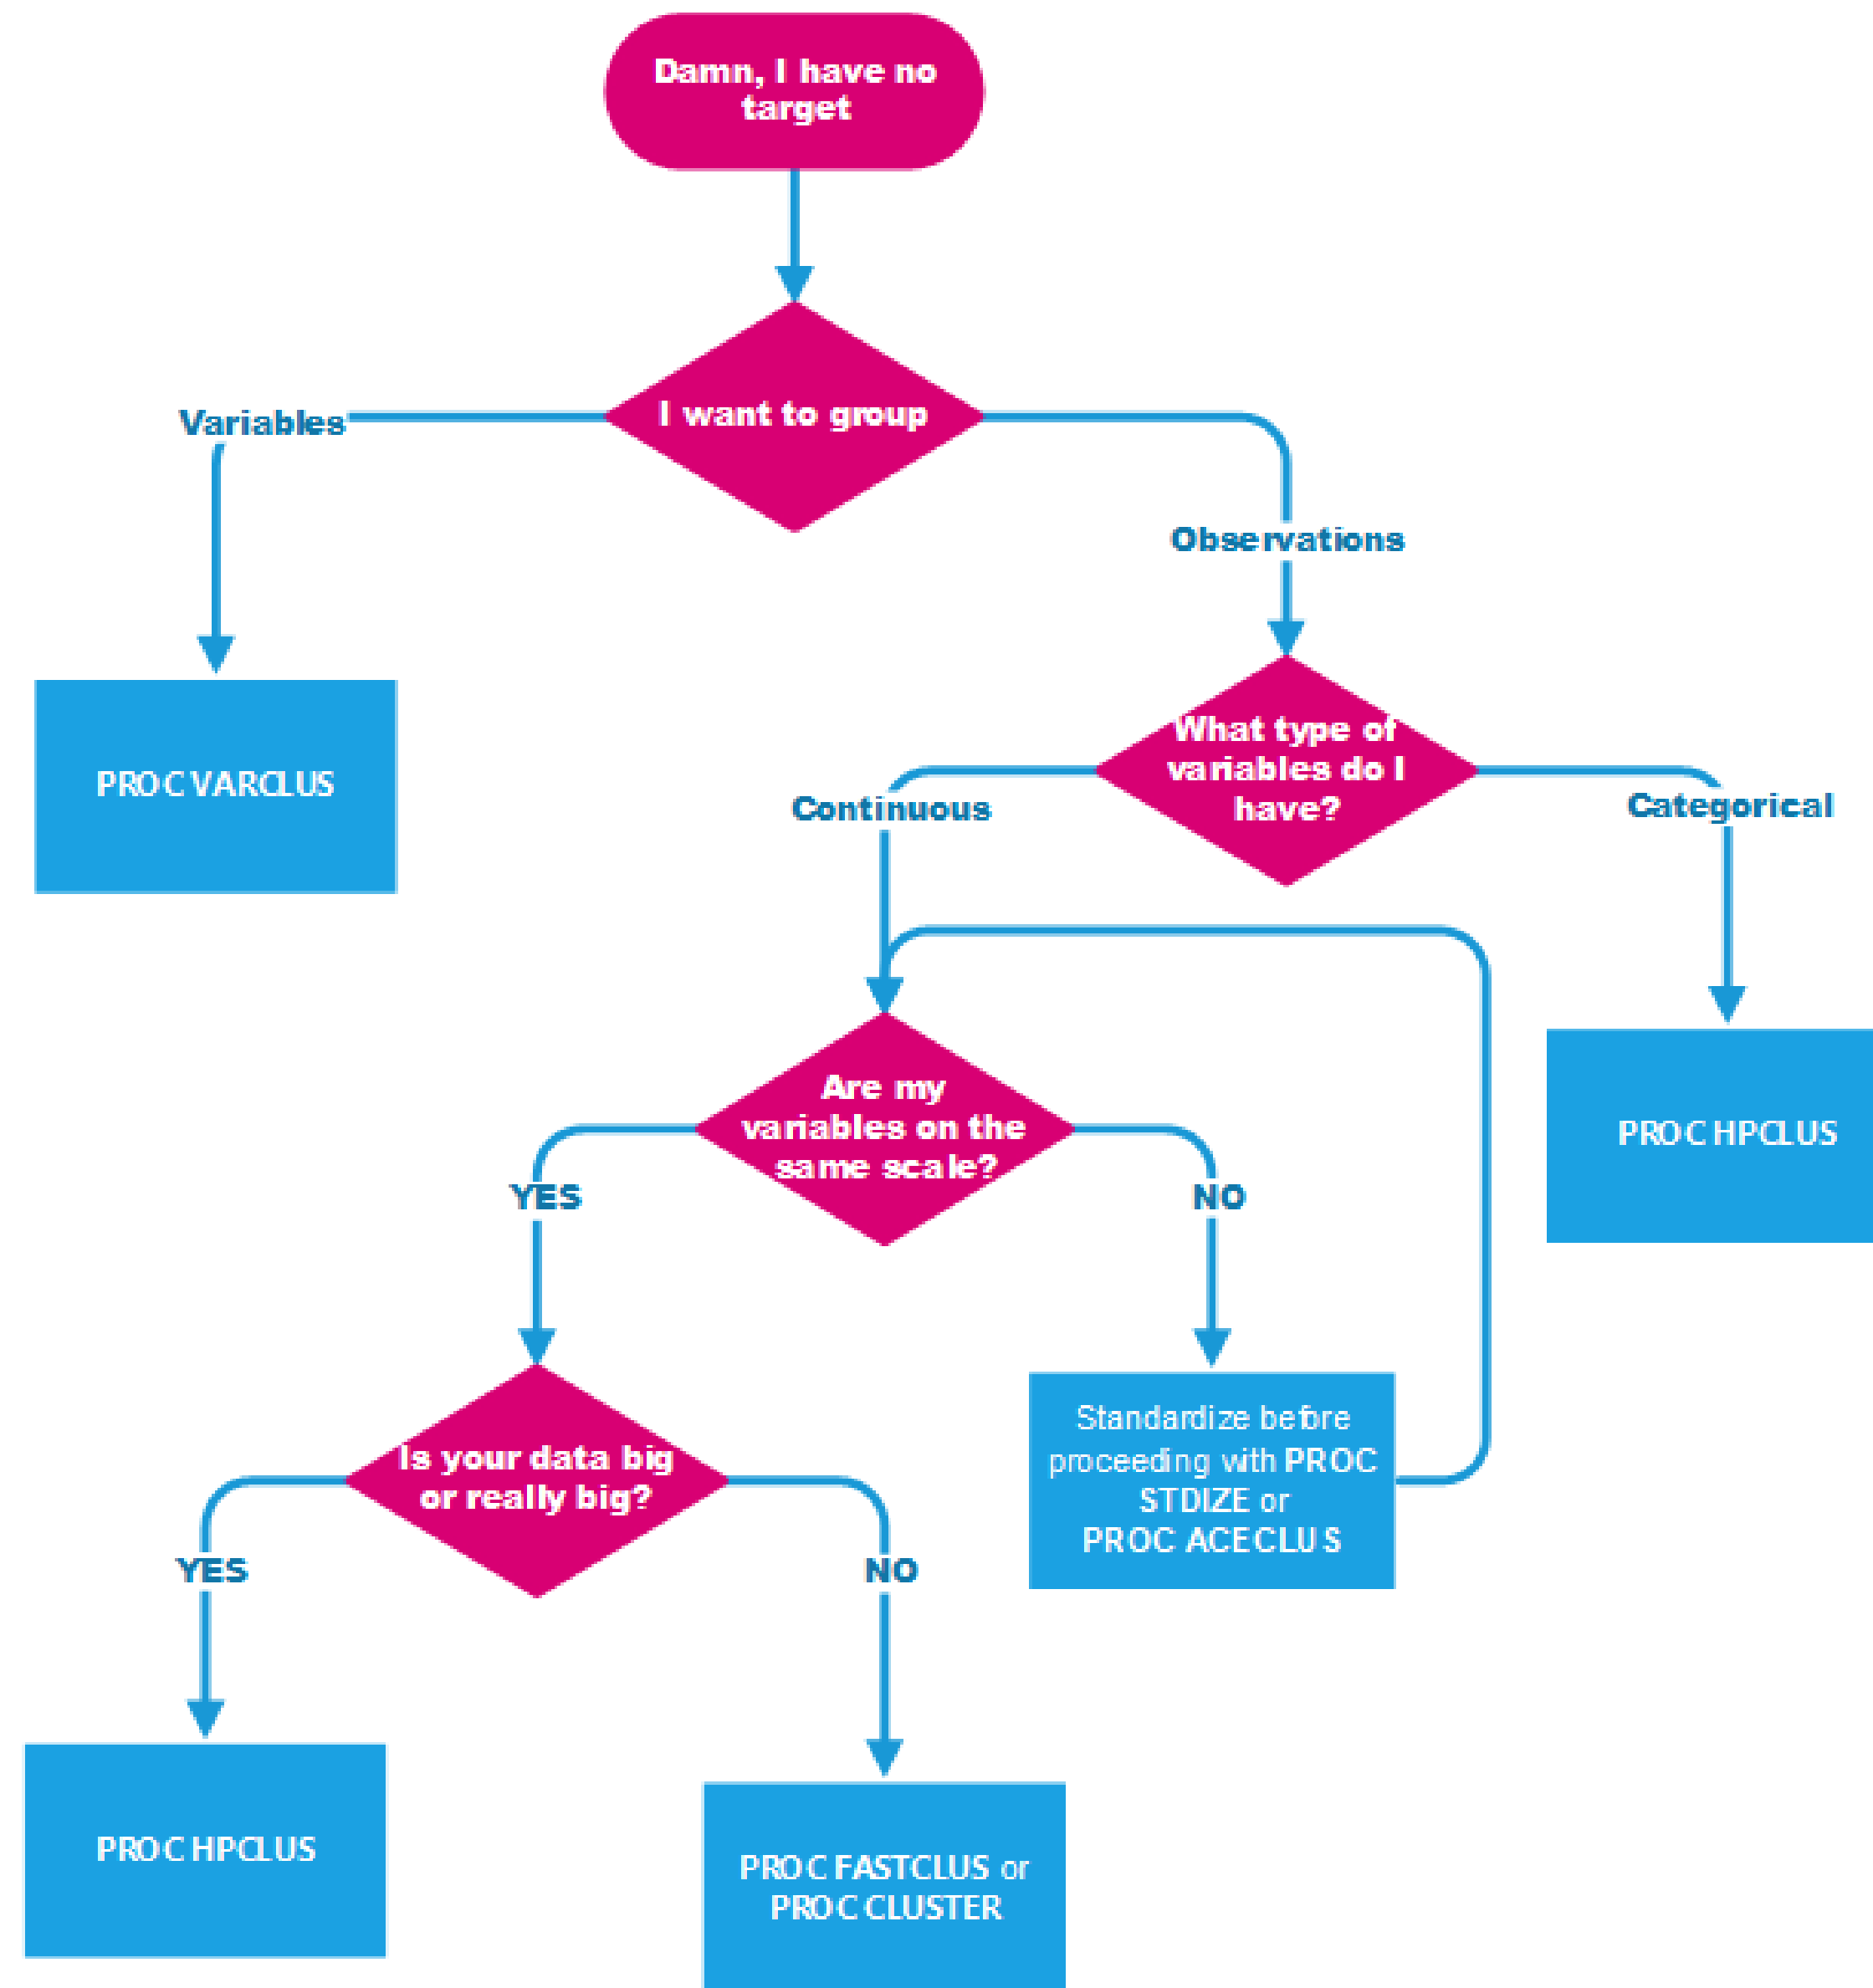 Damn, I have no
target
I want to group
Variables
Observations
What type of
variables do I
have?
PROC VARCLUS
Continuous
Categorical
Are my
variables on the
same scale?
PROC HPCLUS
YES
NO
Is your data big
or really big?
Standardize before
proceeding with PROC
STDIZE or
PROC ACECLUS
YES
NO
PROC HPCLUS
PROC FASTCLUS or
PROC CLUSTER